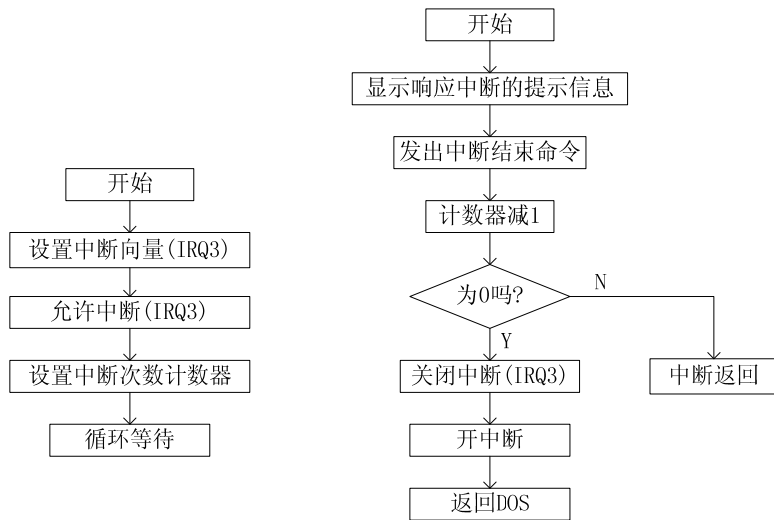 开始
设置中断向量(IRQ3)
允许中断(IRQ3)
设置中断次数计数器
循环等待
开始
显示响应中断的提示信息
发出中断结束命令
计数器减1
为0吗?
N
Y
关闭中断(IRQ3)
中断返回
开中断
返回DOS